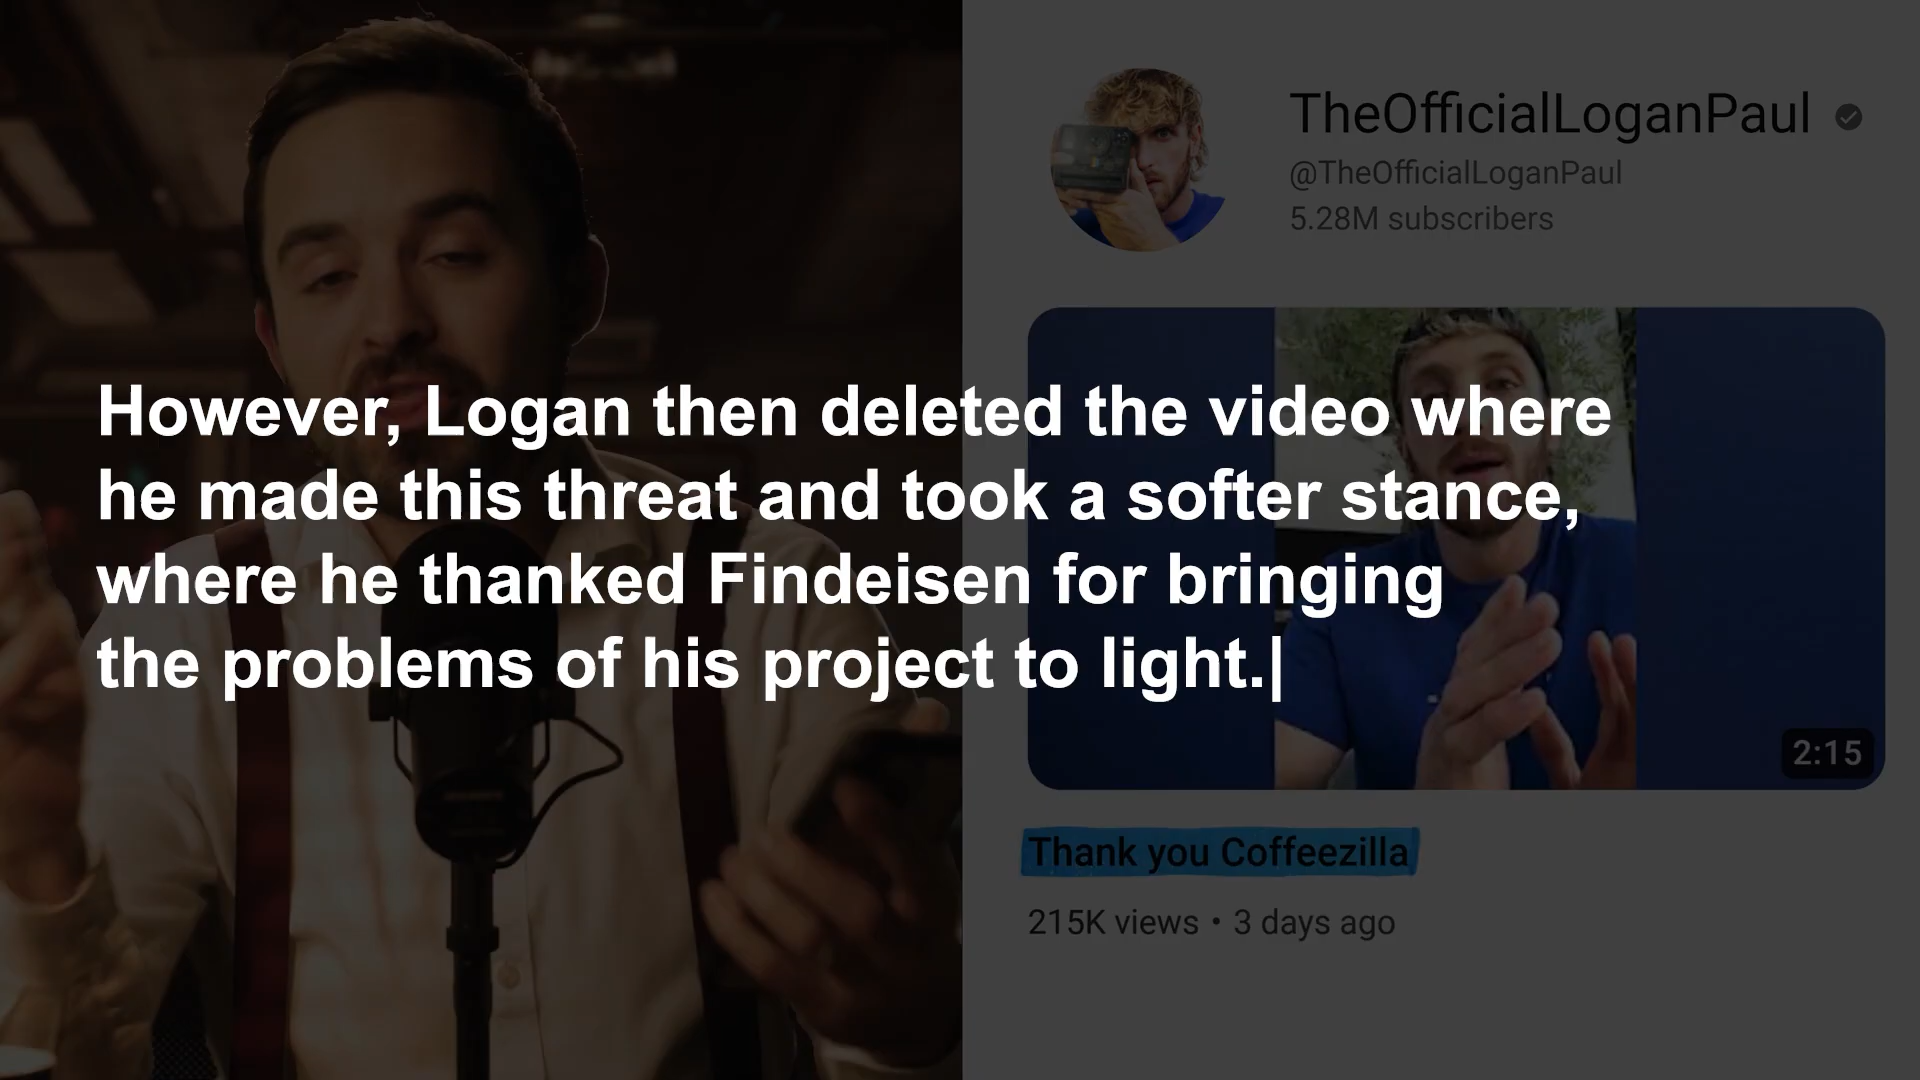 However, Logan then deleted the video where
he made this threat and took a softer stance,
where he thanked Findeisen for bringing
the problems of his project to light.|
TheOfficialLoganPaul
@TheOfficialLoganPaul
5.28M subscribers
2:15
Thank you Coffeezilla
215K views • 3 days ago